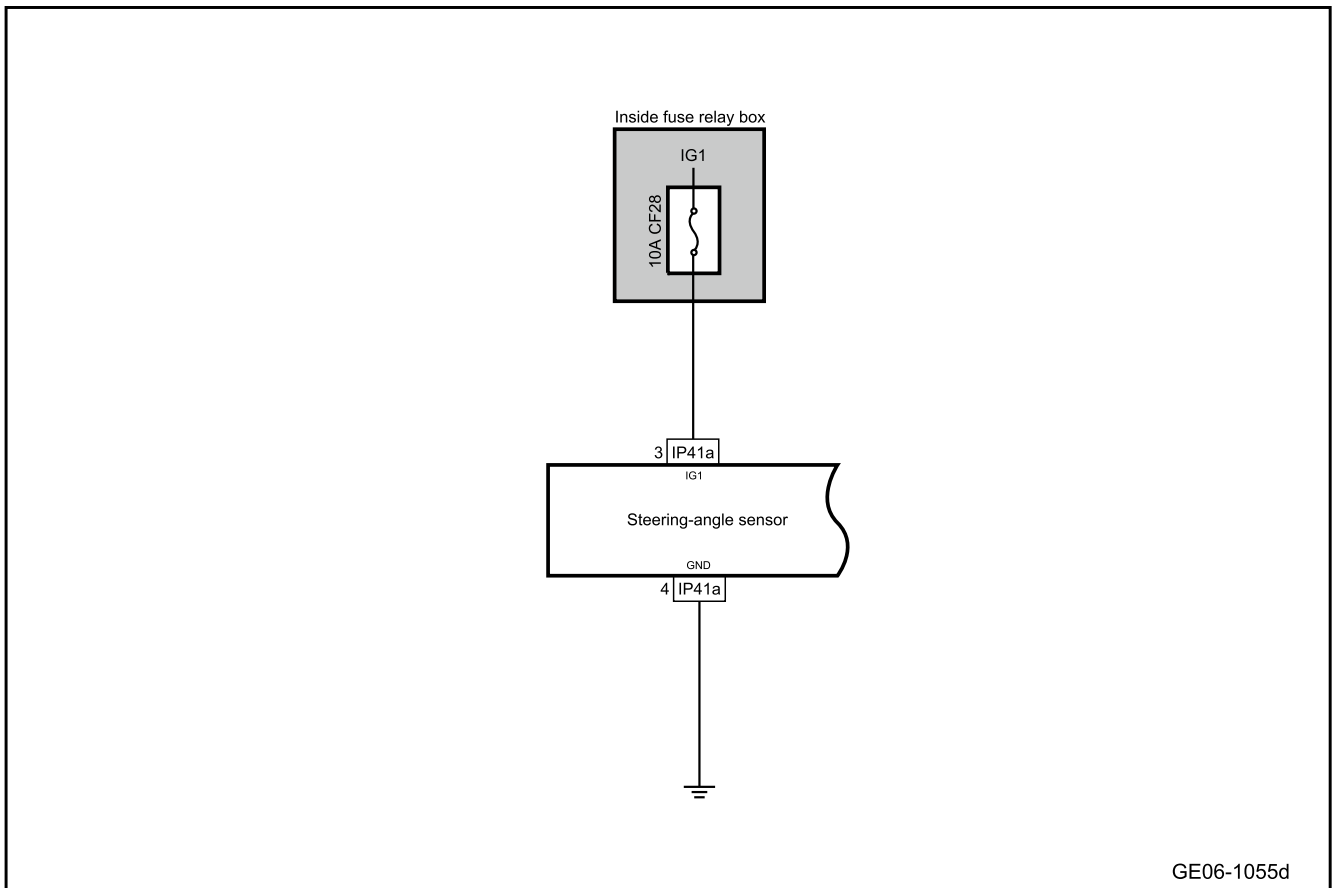 Inside fuse relay box
IG1
10A CF28
3 IP41a
IG1
Steering-angle sensor
GND
4 IP41a
GE06-1055d